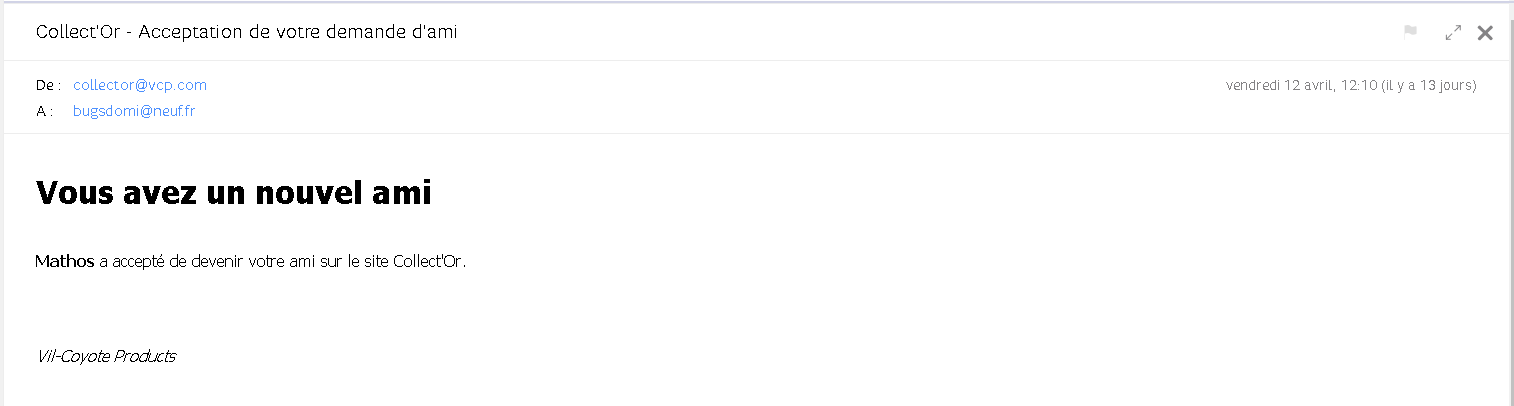 Collect'Or - Acceptation de votre demande d'ami
De : collector@vcp.com vendredi 12 avril, 12:10 (il y a 13 jours)
A : bugsdomi@neuf.fr
Vous avez un nouvel ami
Mathos a accepté de devenir votre ami sur le site Collect'Or.
Vil-Coyote Products